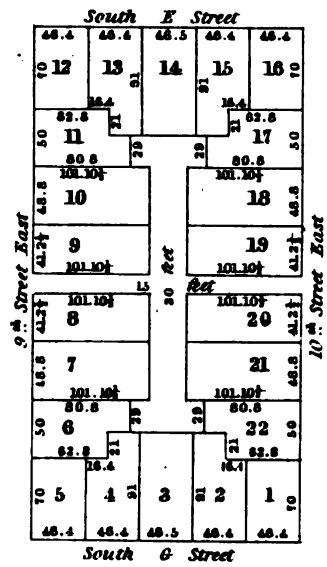 South E Street
46.4 46.4 46.5 46.4 46.4
70 12 13 91 14 91 15 16 70
16.4 16.4
62.8 21 21 62.8
50 11 29 29 17 50
80.8 80.8
101.10½ 101.10½
48.8 10 18 48.8
9th Street East 10th Street East
41.2½ 9 19 41.2½
101.10½ feet 101.10½
101.10½ 15 30 feet 101.10½
41.2½ 8 20 41.2½
48.8 7 21 48.8
101.10½ 101.10½
80.8 80.8
50 6 29 29 22 50
62.8 21 21 62.8
16.4 16.4
70 5 4 91 3 91 2 1 70
46.4 46.4 46.5 46.4 46.4
South G Street